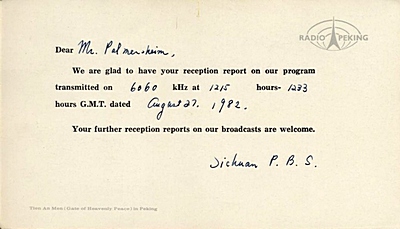 RADIO PEKING
Dear Mr. Palmersheim,
We are glad to have your reception report on our program
transmitted on 6060 kHz at 1215 hours- 1233
hours G.M.T. dated August 27. 1982.
Your further reception reports on our broadcasts are welcome.
Sichuan P. B. S.
Tien An Men (Gate of Heavenly Peace) in Peking